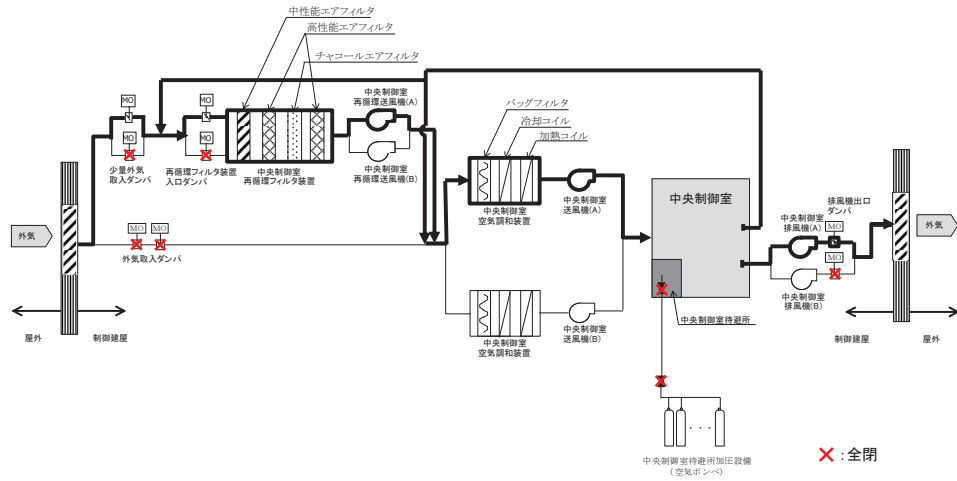 中性能エアフィルタ
高性能エアフィルタ
チャコールエアフィルタ
MO
MO
MO
MO
少量外気
取入ダンパ
再循環フィルタ装置
入口ダンパ
中央制御室
再循環フィルタ装置
中央制御室
再循環送風機(A)
中央制御室
再循環送風機(B)
バッグフィルタ
冷却コイル
加熱コイル
中央制御室
空気調和装置
中央制御室
送風機(A)
中央制御室
空気調和装置
中央制御室
送風機(B)
中央制御室
中央制御室待避所
中央制御室
排風機(A)
排風機出口
ダンパ
MO
MO
中央制御室
排風機(B)
外気
外気
MO
MO
外気取入ダンパ
屋外
制御建屋
制御建屋
屋外
・・・
中央制御室待避所加圧設備
(空気ボンベ)
:全閉